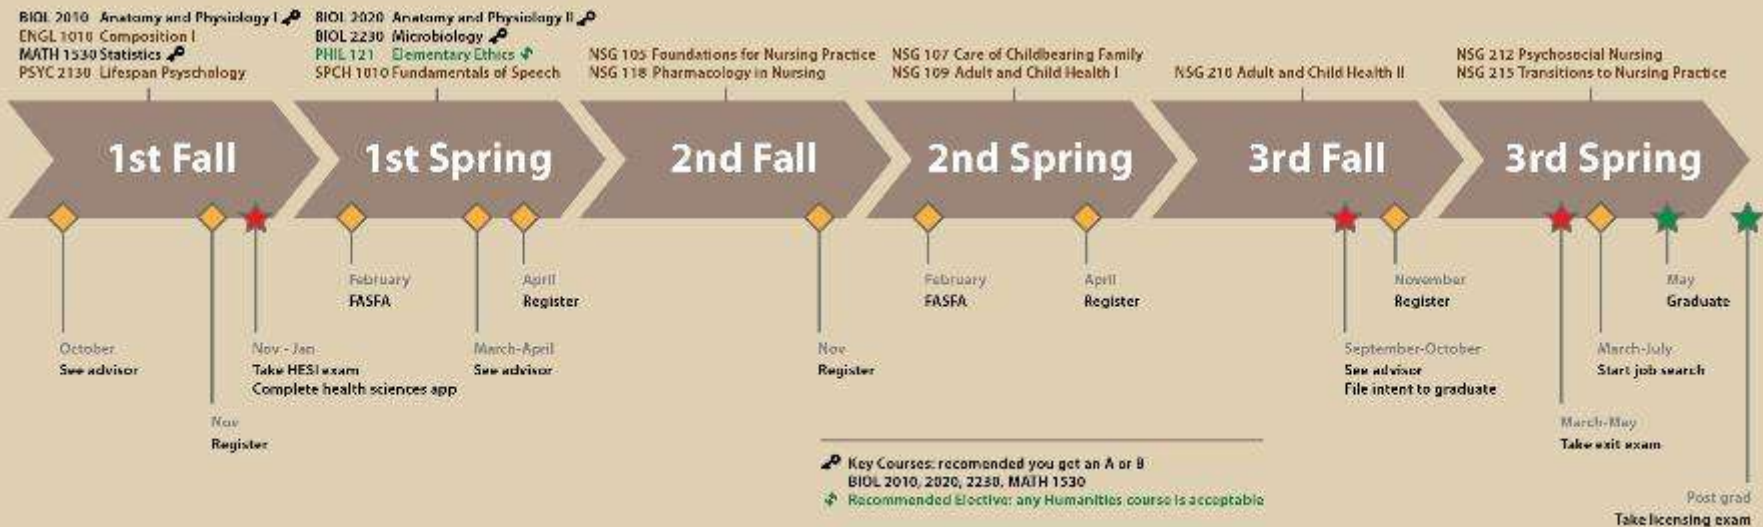 BIOL 2010 Anatomy and Physiology I
ENGL 1010 Composition I
MATH 1530 Statistics
PSYC 2130 Lifespan Psyschology
BIOL 2020 Anatomy and Physiology II
BIOL 2230 Microbiology
PHIL 121 Elementary Ethics
SPCH 1010 Fundamentals of Speech
NSG 105 Foundations for Nursing Practice
NSG 118 Pharmacology in Nursing
NSG 107 Care of Childbearing Family
NSG 109 Adult and Child Health I
NSG 210 Adult and Child Health II
NSG 212 Psychosocial Nursing
NSG 215 Transitions to Nursing Practice
1st Fall
1st Spring
2nd Fall
2nd Spring
3rd Fall
3rd Spring
October
See advisor
Nov
Register
Nov - Jan
Take HESI exam
Complete health sciences app
February
FASFA
March-April
See advisor
April
Register
Nov
Register
February
FASFA
April
Register
September-October
See advisor
File intent to graduate
November
Register
March-May
Take exit exam
March-July
Start job search
May
Graduate
Post grad
Take licensing exam
Key Courses: recomended you get an A or B
BIOL 2010, 2020, 2230, MATH 1530
Recommended Elective: any Humanities course is acceptable